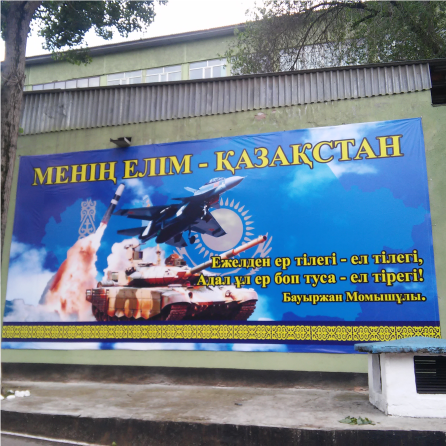 МЕНІҢ ЕЛІМ - ҚАЗАҚСТАН
Ежелден ер тілегі - ел тілегі,
Адал ұл ер боп туса - ел тірегі!
Бауыржан Момышұлы.